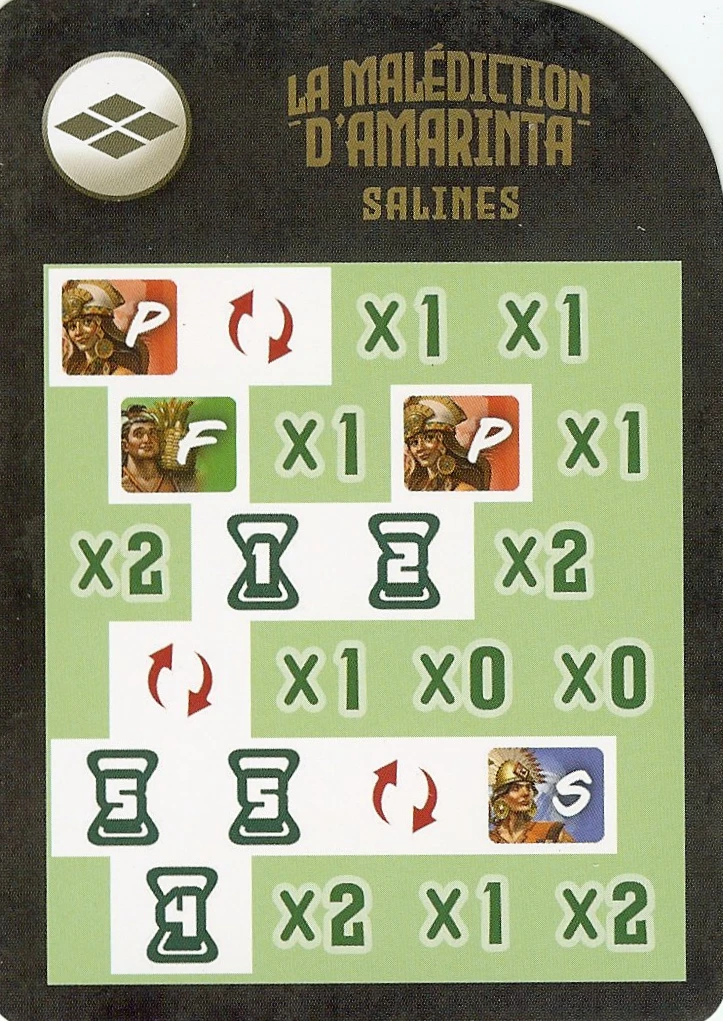 LA MALÉDICTION
D'AMARINTA
SALINES
P X1 X1
F X1 P X1
X2 1 2 X2
X1 X0 X0
5 5 S
4 X2 X1 X2